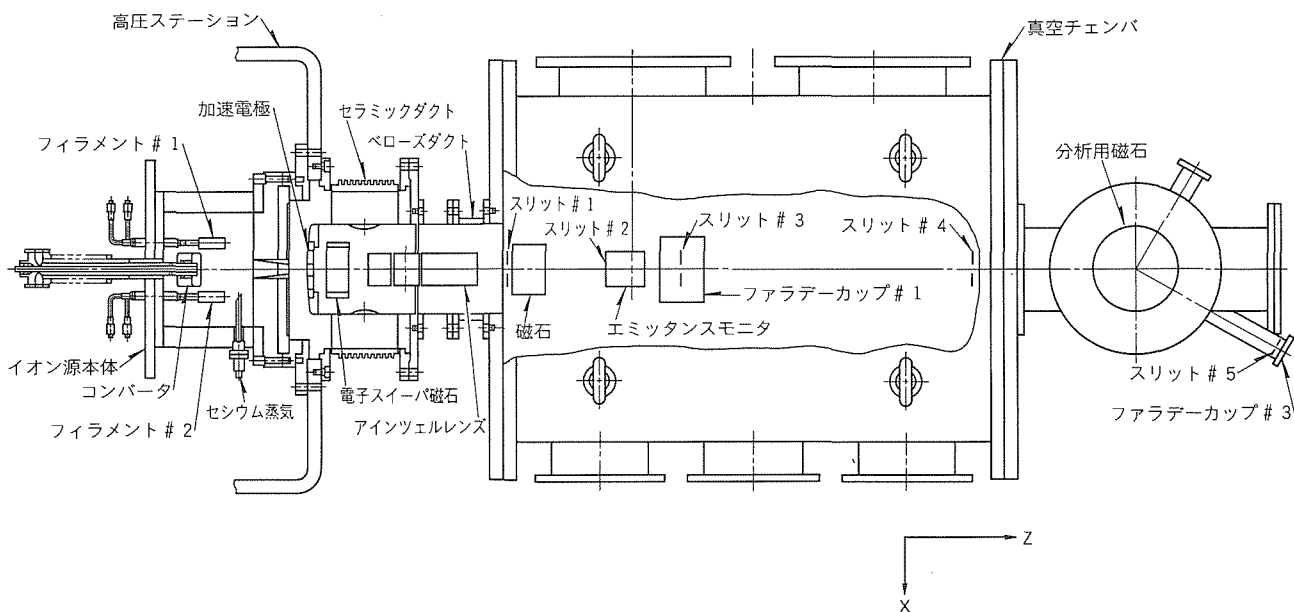 高圧ステーション
真空チェンバ
加速電極
セラミックダクト
ベローズダクト
フィラメント#1
分析用磁石
スリット#1
スリット#2
スリット#3
スリット#4
ファラデーカップ#1
磁石
エミッタンスモニタ
イオン源本体
コンバータ
セシウム蒸気
電子スイーパ磁石
アインツェルレンズ
フィラメント#2
スリット#5
ファラデーカップ#3
Z
X